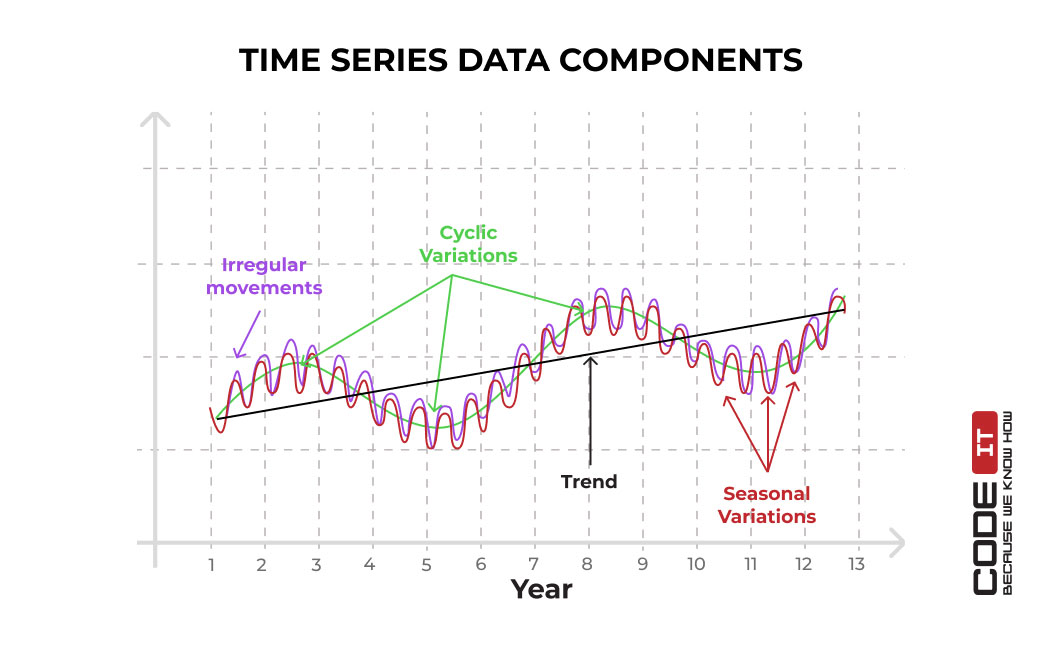 TIME SERIES DATA COMPONENTS
Cyclic
Variations
Irregular
movements
Trend
Seasonal
Variations
1 2 3 4 5 6 7 8 9 10 11 12 13
Year
CODE IT
BECAUSE WE KNOW HOW